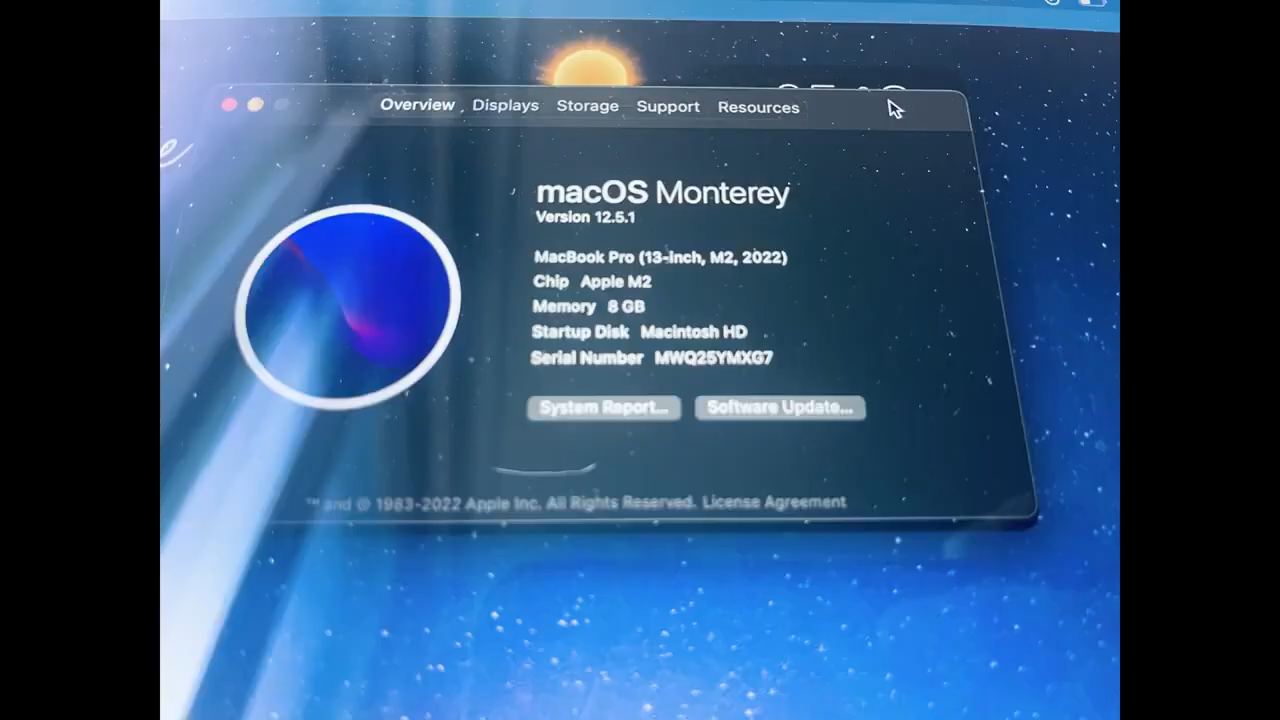 Overview Displays Storage Support Resources
macOS Monterey
Version 12.5.1
MacBook Pro (13-inch, M2, 2022)
Chip Apple M2
Memory 8 GB
Startup Disk Macintosh HD
Serial Number MWQ25YMXG7
System Report...
Software Update...
™ and © 1983-2022 Apple Inc. All Rights Reserved. License Agreement